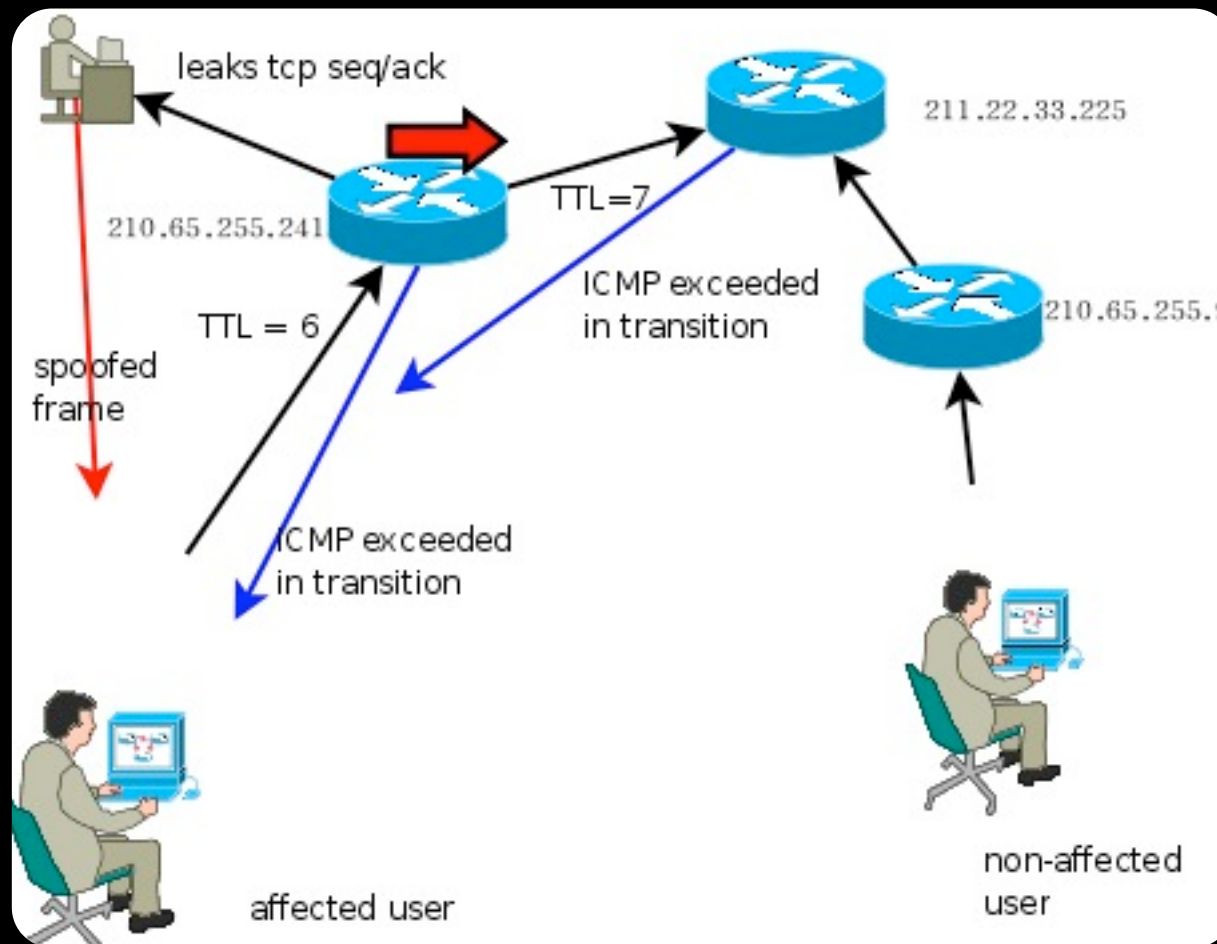 leaks tcp seq/ack
211.22.33.225
TTL=7
210.65.255.241
ICMP exceeded
in transition
TTL = 6
spoofed
frame
ICMP exceeded
in transition
non-affected
user
affected user